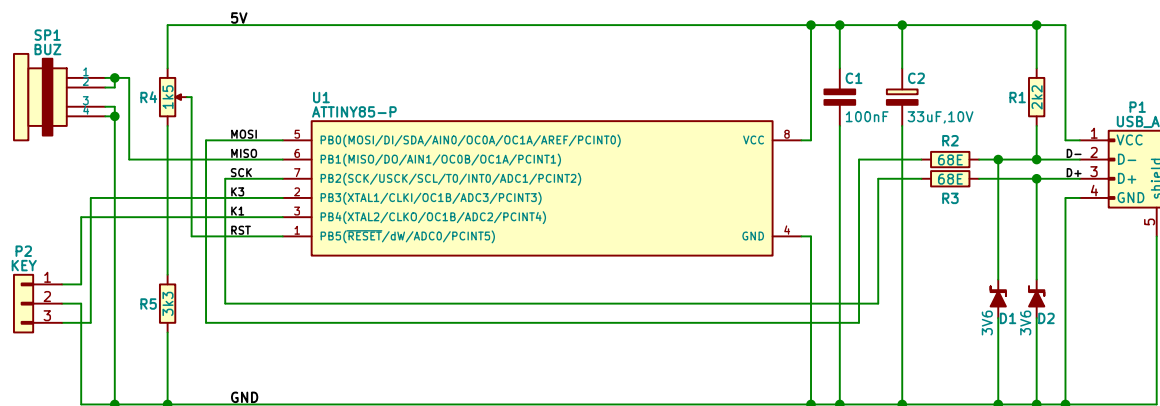 5V
SP1
BUZ
1
2
3
4
R4
1k5
U1
ATTINY85-P
MOSI
5
PB0(MOSI/DI/SDA/AIN0/OC0A/OC1A/AREF/PCINT0)
VCC
8
MISO
6
PB1(MISO/DO/AIN1/OC0B/OC1A/PCINT1)
SCK
7
PB2(SCK/USCK/SCL/T0/INT0/ADC1/PCINT2)
K3
2
PB3(XTAL1/CLKI/OC1B/ADC3/PCINT3)
K1
3
PB4(XTAL2/CLKO/OC1B/ADC2/PCINT4)
RST
1
PB5(RESET/dW/ADC0/PCINT5)
GND
4
C1
100nF
C2
33uF,10V
R1
2k2
P1
USB_A
1
VCC
D-
2
D-
D+
3
D+
4
GND
shield
5
R2
68E
68E
R3
P2
KEY
1
2
3
R5
3k3
3V6
D1
3V6
D2
GND